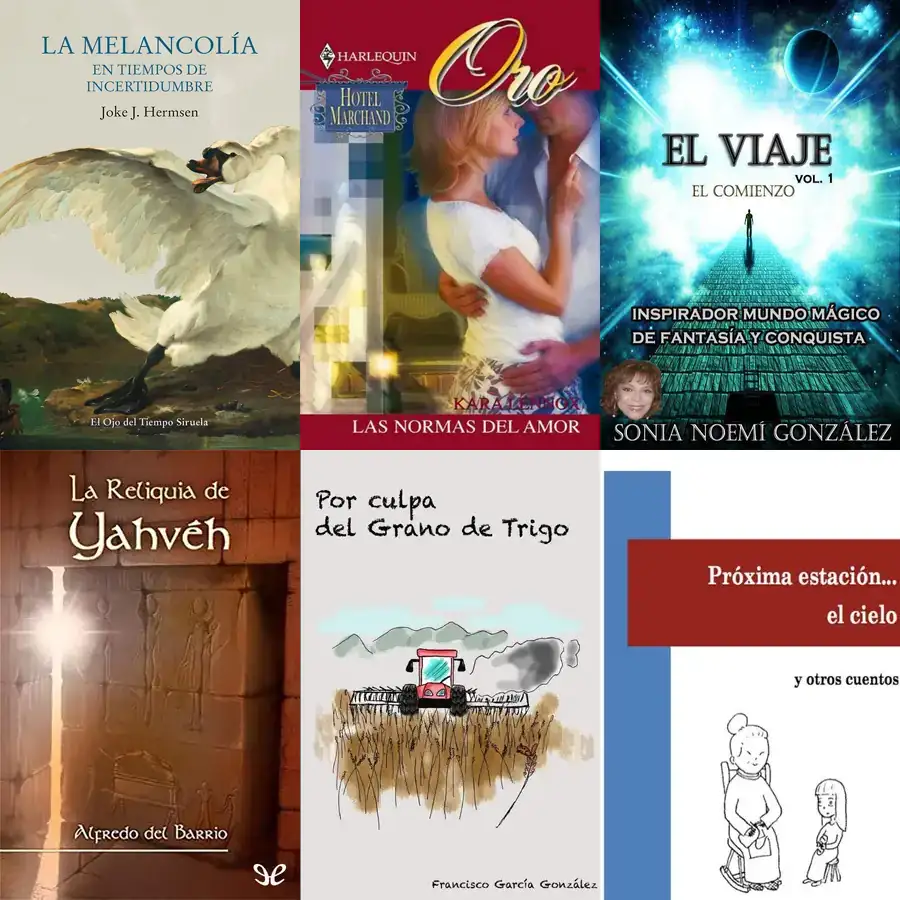 LA MELANCOLÍA
EN TIEMPOS DE
INCERTIDUMBRE
Joke J. Hermsen
El Ojo del Tiempo Siruela
HARLEQUIN
Oro
HOTEL
MARCHAND
KARA LENNOX
LAS NORMAS DEL AMOR
EL VIAJE
VOL. 1
EL COMIENZO
INSPIRADOR MUNDO MÁGICO
DE FANTASÍA Y CONQUISTA
SONIA NOEMÍ GONZÁLEZ
La Reliquia de
Yahvéh
Alfredo del Barrio
Por culpa
del Grano de Trigo
Francisco García González
Próxima estación...
el cielo
y otros cuentos